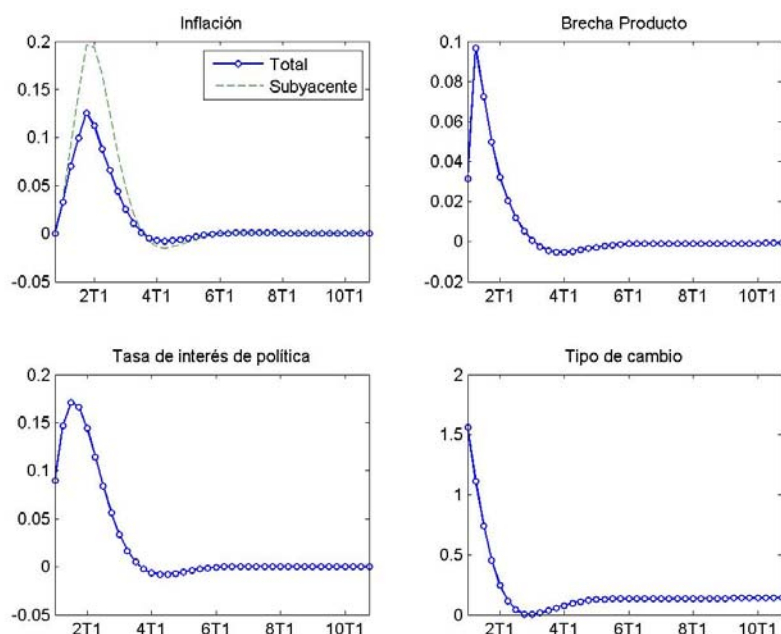 Inflación
0.2
0.15
0.1
0.05
0
-0.05
Total
Subyacente
2T1 4T1 6T1 8T1 10T1
Brecha Producto
0.1
0.08
0.06
0.04
0.02
0
-0.02
2T1 4T1 6T1 8T1 10T1
Tasa de interés de política
0.2
0.15
0.1
0.05
0
-0.05
2T1 4T1 6T1 8T1 10T1
Tipo de cambio
2
1.5
1
0.5
0
2T1 4T1 6T1 8T1 10T1